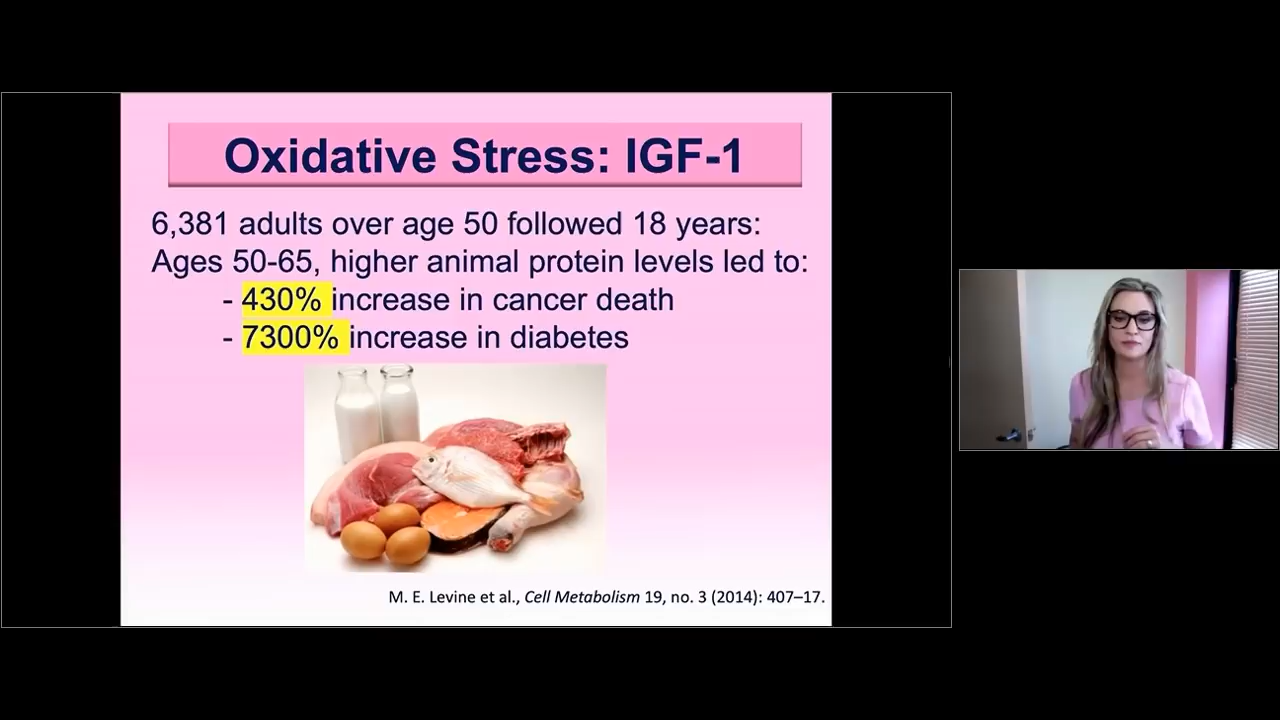 Oxidative Stress: IGF-1
6,381 adults over age 50 followed 18 years:
Ages 50-65, higher animal protein levels led to:
- 430% increase in cancer death
- 7300% increase in diabetes
M. E. Levine et al., Cell Metabolism 19, no. 3 (2014): 407–17.